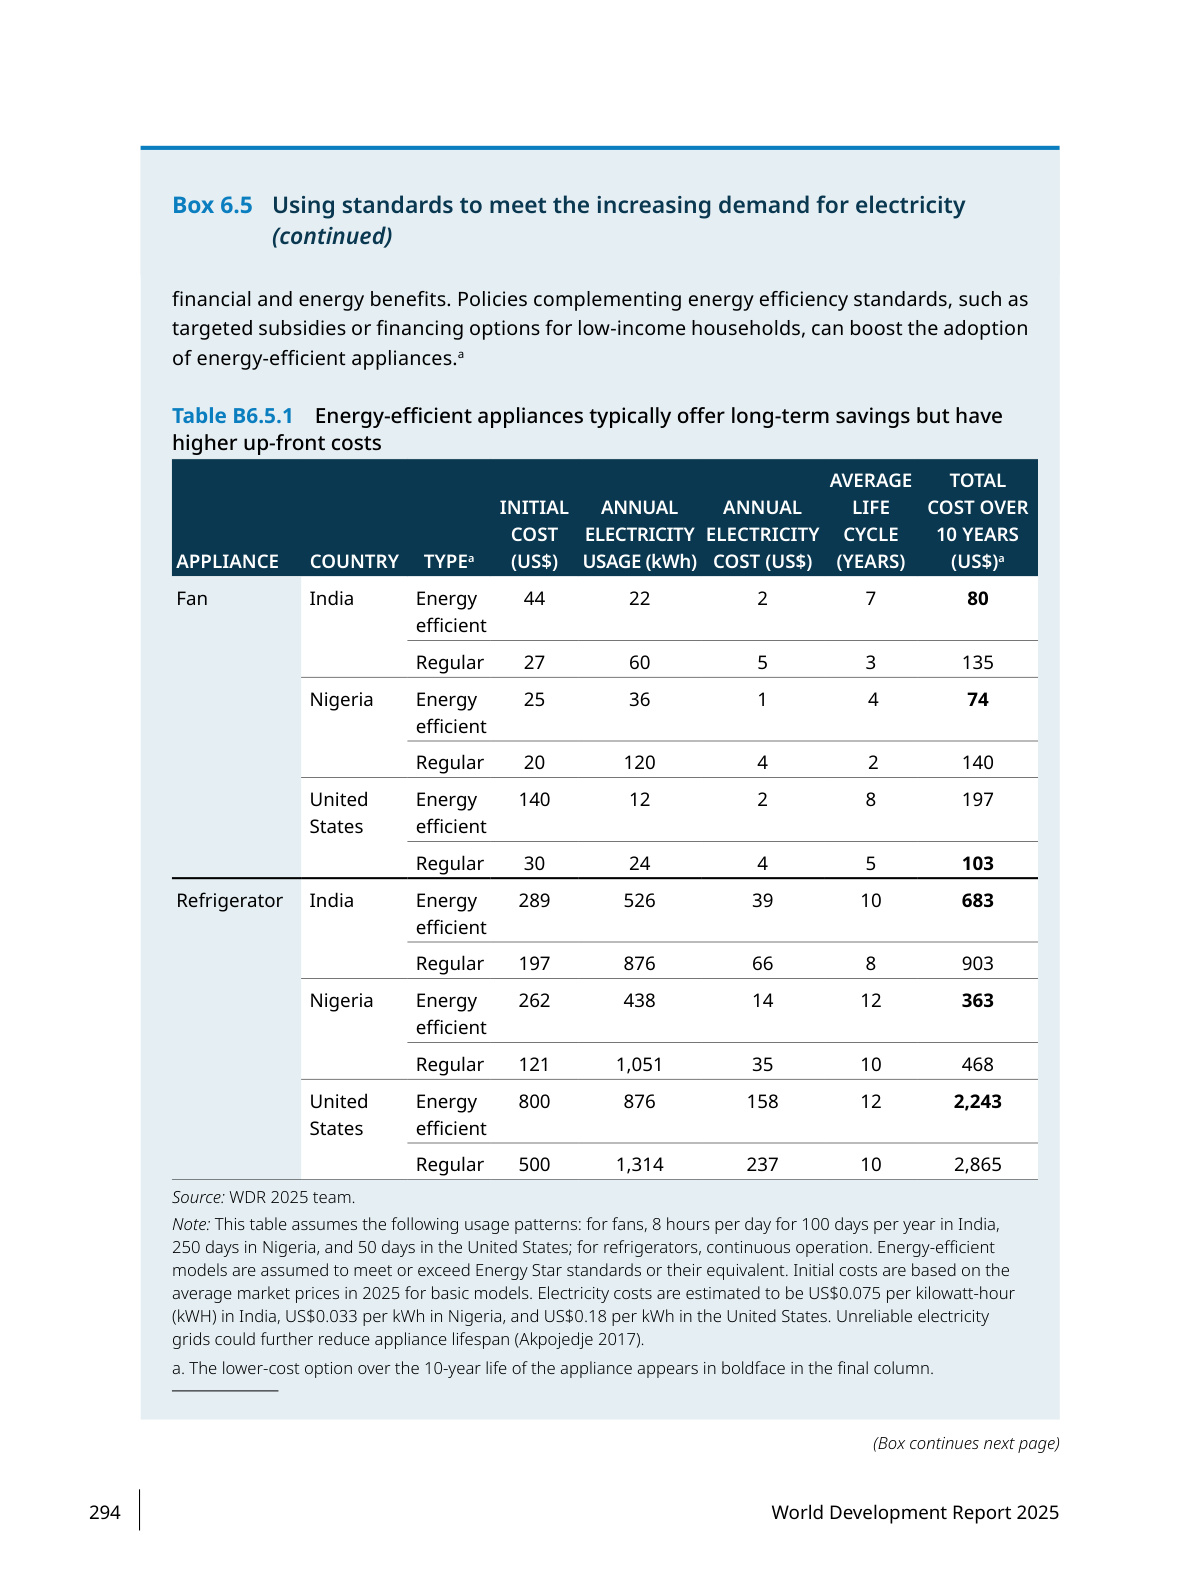 Box 6.5 Using standards to meet the increasing demand for electricity
(continued)
financial and energy benefits. Policies complementing energy efficiency standards, such as
targeted subsidies or financing options for low-income households, can boost the adoption
of energy-efficient appliances.a
Table B6.5.1 Energy-efficient appliances typically offer long-term savings but have
higher up-front costs
APPLIANCE COUNTRY TYPEa INITIAL COST (US$) ANNUAL ELECTRICITY USAGE (kWh) ANNUAL ELECTRICITY COST (US$) AVERAGE LIFE CYCLE (YEARS) TOTAL COST OVER 10 YEARS (US$)a
Fan India Energy efficient 44 22 2 7 80
Regular 27 60 5 3 135
Nigeria Energy efficient 25 36 1 4 74
Regular 20 120 4 2 140
United States Energy efficient 140 12 2 8 197
Regular 30 24 4 5 103
Refrigerator India Energy efficient 289 526 39 10 683
Regular 197 876 66 8 903
Nigeria Energy efficient 262 438 14 12 363
Regular 121 1,051 35 10 468
United States Energy efficient 800 876 158 12 2,243
Regular 500 1,314 237 10 2,865
Source: WDR 2025 team.
Note: This table assumes the following usage patterns: for fans, 8 hours per day for 100 days per year in India,
250 days in Nigeria, and 50 days in the United States; for refrigerators, continuous operation. Energy-efficient
models are assumed to meet or exceed Energy Star standards or their equivalent. Initial costs are based on the
average market prices in 2025 for basic models. Electricity costs are estimated to be US$0.075 per kilowatt-hour
(kWH) in India, US$0.033 per kWh in Nigeria, and US$0.18 per kWh in the United States. Unreliable electricity
grids could further reduce appliance lifespan (Akpojedje 2017).
a. The lower-cost option over the 10-year life of the appliance appears in boldface in the final column.
(Box continues next page)
294
World Development Report 2025